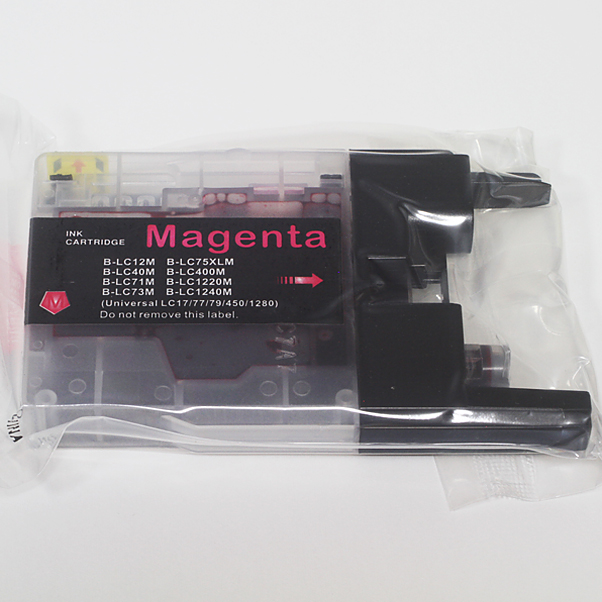 INK
CARTRIDGE
Magenta
B-LC12M B-LC75XLM
B-LC40M B-LC400M
B-LC71M B-LC1220M
B-LC73M B-LC1240M
(Universal LC17/77/79/450/1280)
Do not remove this label.
M